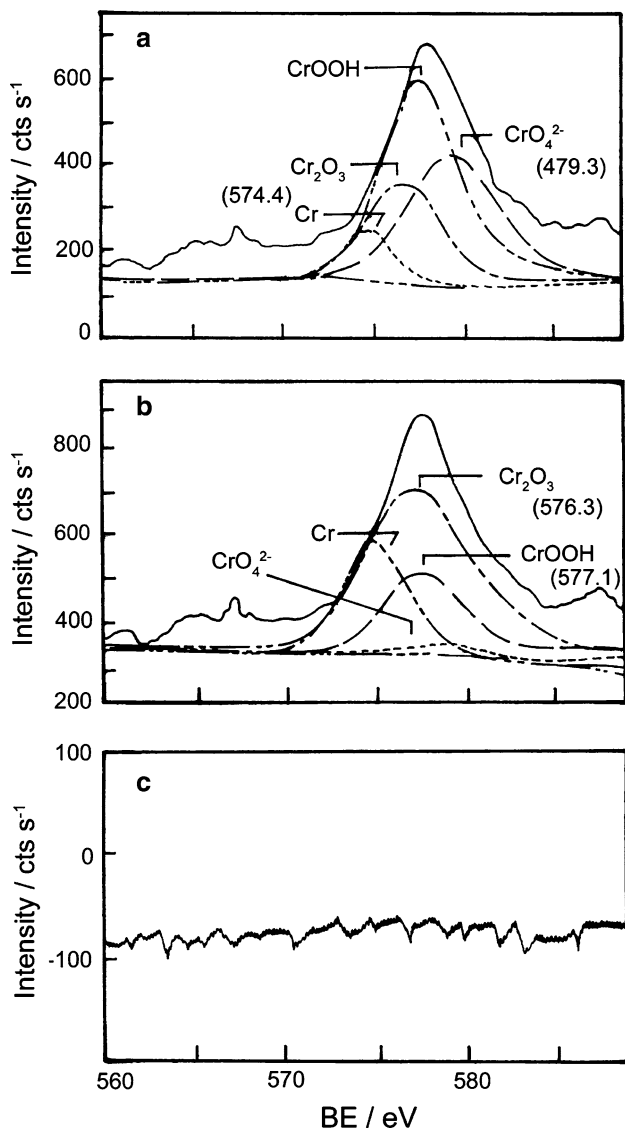 a
CrOOH
CrO₄²⁻
(479.3)
Cr₂O₃
(574.4)
Cr
600
400
200
0
Intensity / cts s⁻¹
b
Cr₂O₃
(576.3)
Cr
CrOOH
(577.1)
CrO₄²⁻
800
600
400
200
Intensity / cts s⁻¹
c
100
0
-100
Intensity / cts s⁻¹
560 570 580
BE / eV